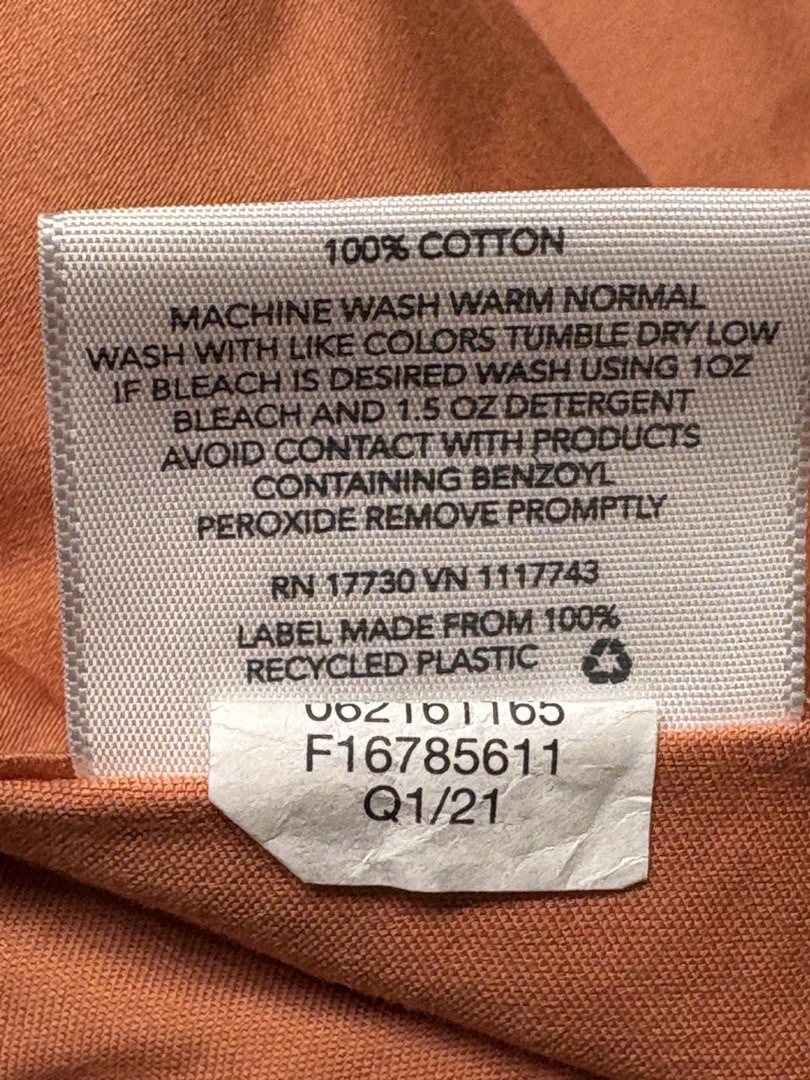 100% COTTON
MACHINE WASH WARM NORMAL
WASH WITH LIKE COLORS TUMBLE DRY LOW
IF BLEACH IS DESIRED WASH USING 1OZ
BLEACH AND 1.5 OZ DETERGENT
AVOID CONTACT WITH PRODUCTS
CONTAINING BENZOYL
PEROXIDE REMOVE PROMPTLY
RN 17730 VN 1117743
LABEL MADE FROM 100%
RECYCLED PLASTIC
062161165
F16785611
Q1/21